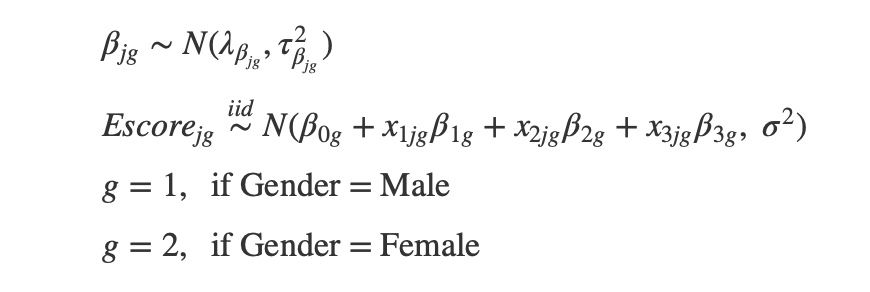 β_{jg} ∼ N(λ_{β_{jg}}, τ²_{β_{jg}})
Escore_{jg} \overset{iid}{∼} N(β_{0g} + x_{1jg}β_{1g} + x_{2jg}β_{2g} + x_{3jg}β_{3g}, σ²)
g = 1, if Gender = Male
g = 2, if Gender = Female